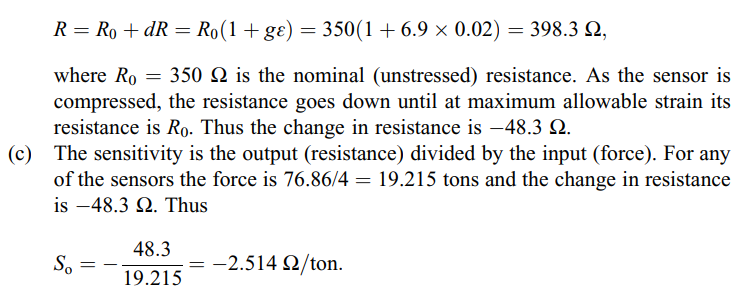 R = R₀ + dR = R₀(1 + gε) = 350(1 + 6.9 × 0.02) = 398.3 Ω,
where R₀ = 350 Ω is the nominal (unstressed) resistance. As the sensor is
compressed, the resistance goes down until at maximum allowable strain its
resistance is R₀. Thus the change in resistance is −48.3 Ω.
(c) The sensitivity is the output (resistance) divided by the input (force). For any
of the sensors the force is 76.86/4 = 19.215 tons and the change in resistance
is −48.3 Ω. Thus
Sₒ = − 48.3 / 19.215 = −2.514 Ω/ton.